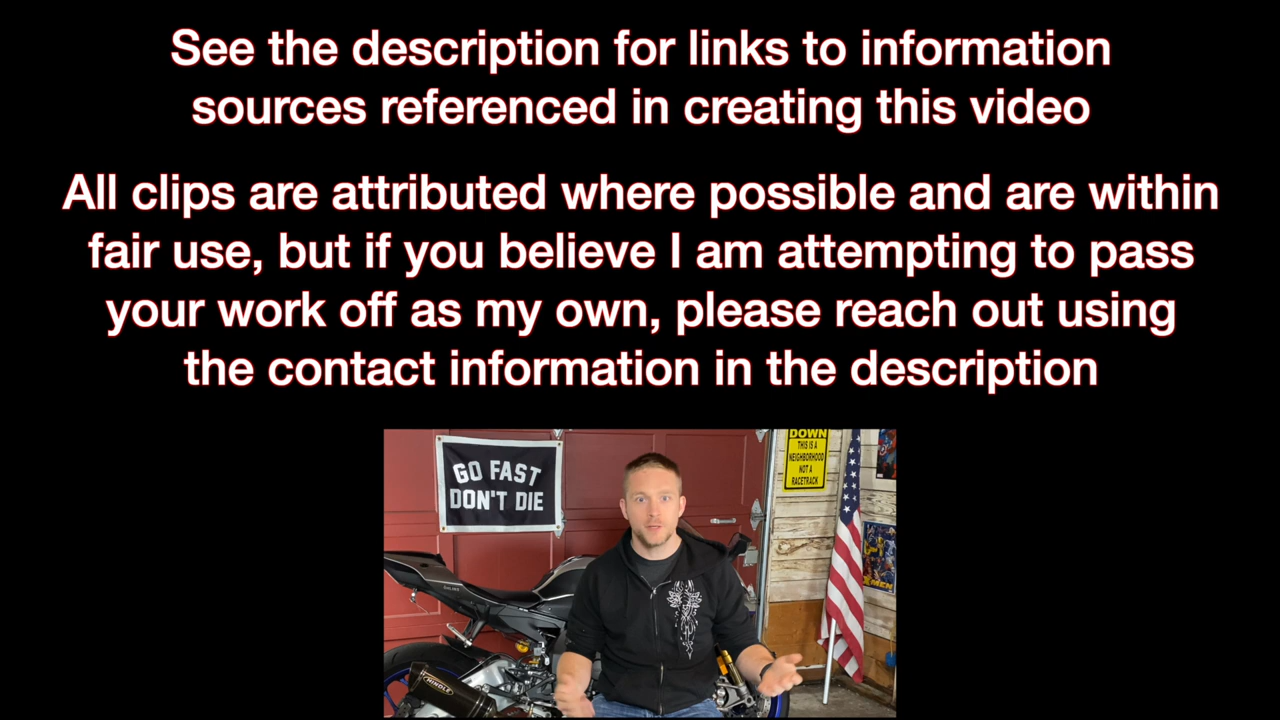 See the description for links to information
sources referenced in creating this video
All clips are attributed where possible and are within
fair use, but if you believe I am attempting to pass
your work off as my own, please reach out using
the contact information in the description
GO FAST
DON'T DIE
DOWN
THIS IS A
NEIGHBORHOOD
NOT A
RACETRACK
X-MEN
HINDLE